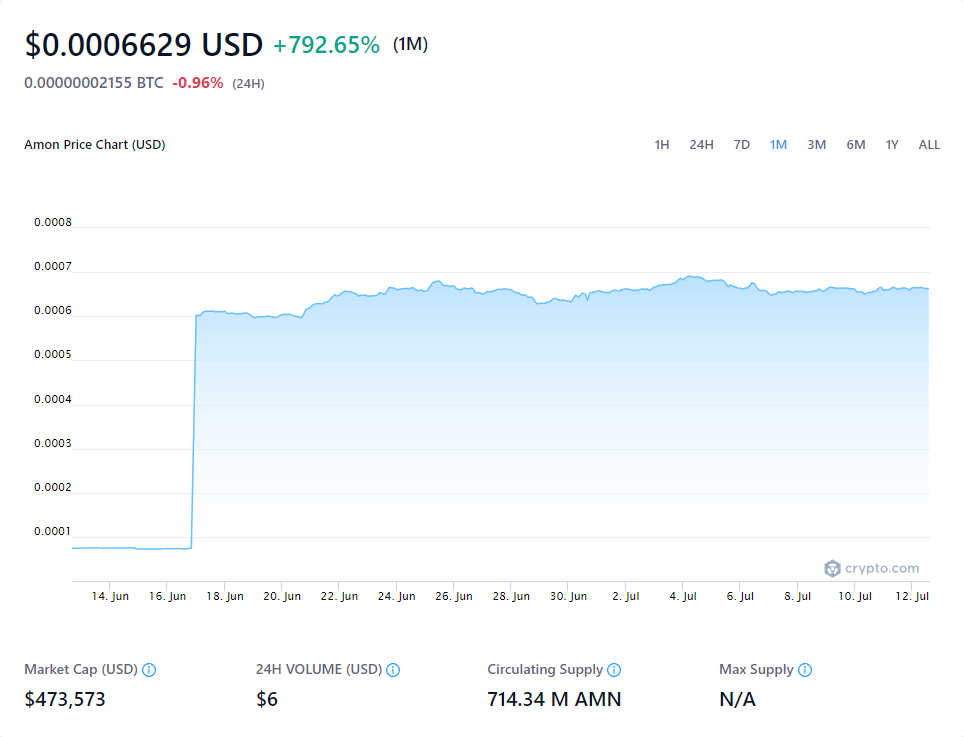 $0.0006629 USD +792.65% (1M)
0.00000002155 BTC -0.96% (24H)
Amon Price Chart (USD) 1H 24H 7D 1M 3M 6M 1Y ALL
0.0008
0.0007
0.0006
0.0005
0.0004
0.0003
0.0002
0.0001
crypto.com
14. Jun 16. Jun 18. Jun 20. Jun 22. Jun 24. Jun 26. Jun 28. Jun 30. Jun 2. Jul 4. Jul 6. Jul 8. Jul 10. Jul 12. Jul
Market Cap (USD) 24H VOLUME (USD) Circulating Supply Max Supply
$473,573 $6 714.34 M AMN N/A